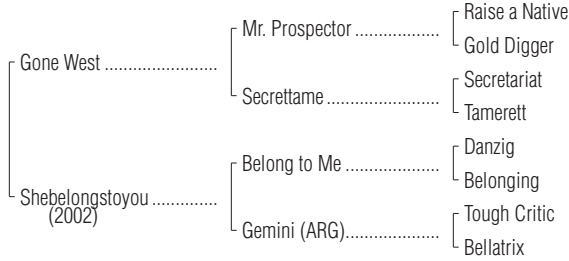 Gone West ........................
Mr. Prospector ..................
Raise a Native
Gold Digger
Secrettame ........................
Secretariat
Tamerett
Shebelongstoyou ..............
(2002)
Belong to Me ....................
Danzig
Belonging
Gemini (ARG)....................
Tough Critic
Bellatrix